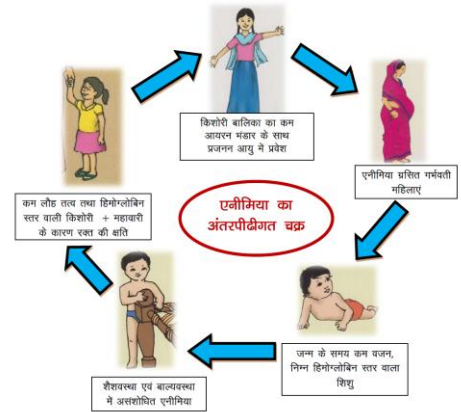 किशोरी बालिका का कम
आयरन भंडार के साथ
प्रजनन आयु में प्रवेश
एनीमिया ग्रसित गर्भवती
महिलाएं
जन्म के समय कम वजन,
निम्न हिमोग्लोबिन स्तर वाला
शिशु
शैशवस्था एवं बाल्यवस्था
में असंशोधित एनीमिया
कम लौह तत्व तथा हिमोग्लोबिन
स्तर वाली किशोरी + महावारी
के कारण रक्त की क्षति
एनीमिया का
अंतरपीढीगत चक्र